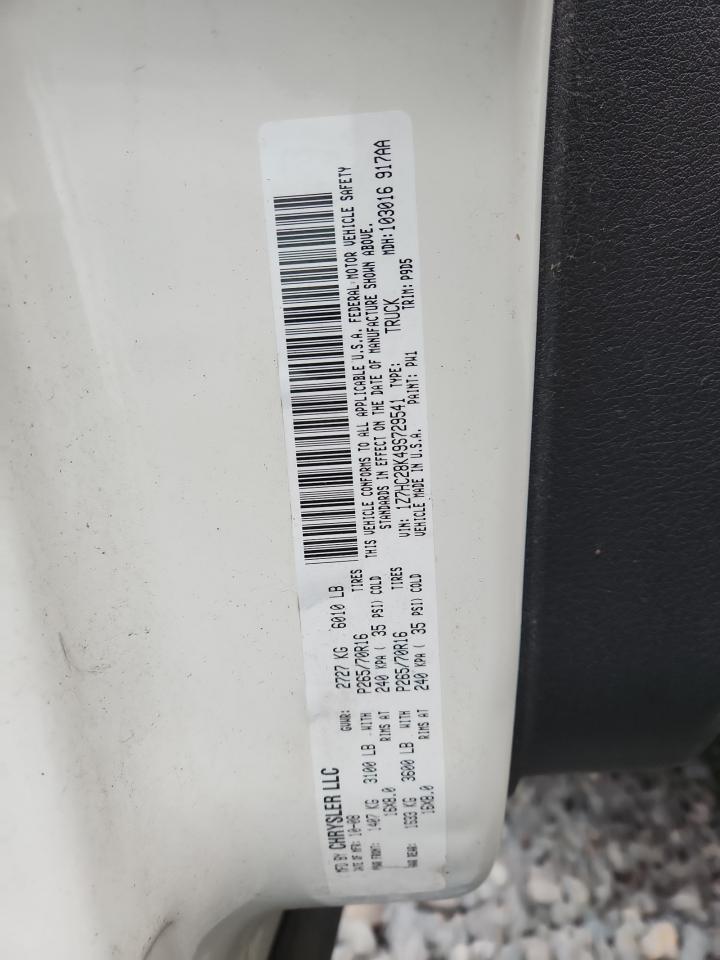 MFD BY CHRYSLER LLC
DATE OF MFR: 10-08 GVWR: 2727 KG 6010 LB
GAWR FRONT: 1407 KG 3100 LB WITH P265/70R16 TIRES
16X8.0 RIMS AT 240 KPA ( 35 PSI) COLD
GAWR REAR: 1633 KG 3600 LB WITH P265/70R16 TIRES
16X8.0 RIMS AT 240 KPA ( 35 PSI) COLD
THIS VEHICLE CONFORMS TO ALL APPLICABLE U.S.A. FEDERAL MOTOR VEHICLE SAFETY
STANDARDS IN EFFECT ON THE DATE OF MANUFACTURE SHOWN ABOVE.
VIN: 1Z7HC28K49S729541 TYPE: TRUCK MDH:103016 917AA
VEHICLE MADE IN U.S.A. PAINT: PW1 TRIM: P9D5